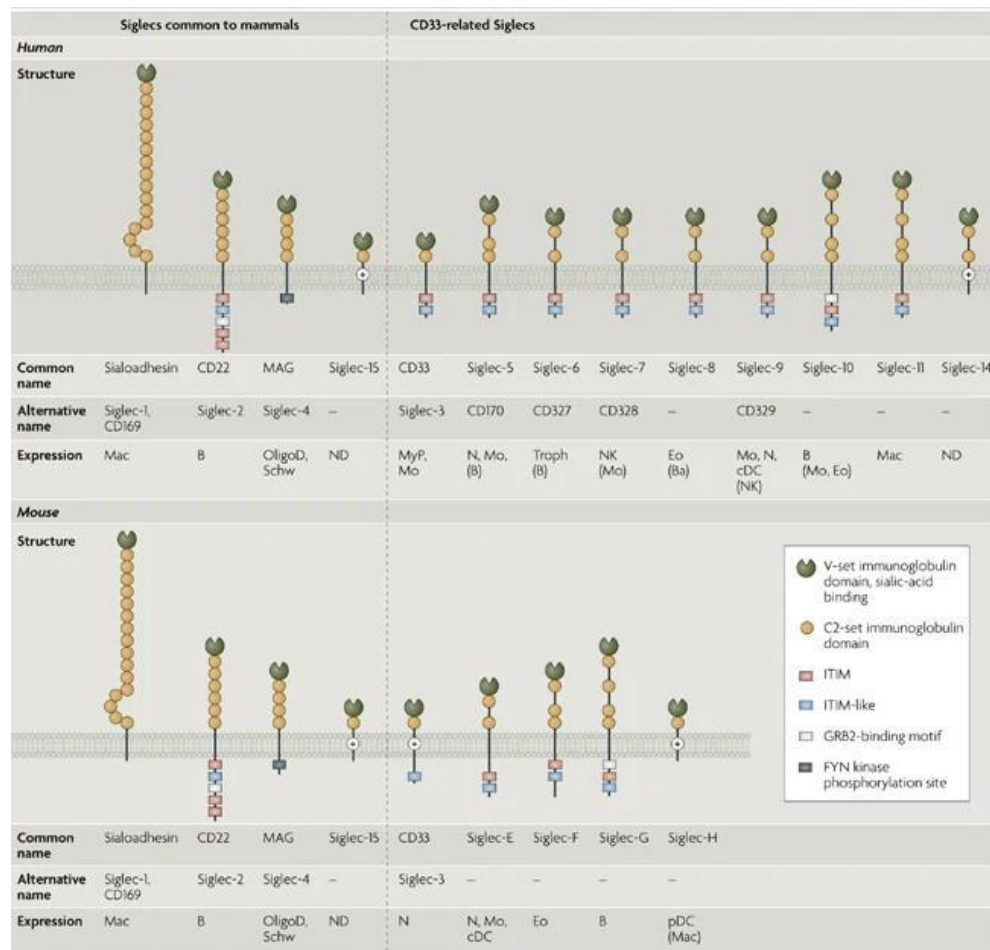 Siglecs common to mammals CD33-related Siglecs
Human
Structure
Common name Sialoadhesin CD22 MAG Siglec-15 CD33 Siglec-5 Siglec-6 Siglec-7 Siglec-8 Siglec-9 Siglec-10 Siglec-11 Siglec-14
Alternative name Siglec-1, CD169 Siglec-2 Siglec-4 – Siglec-3 CD170 CD327 CD328 – CD329 – – –
Expression Mac B OligoD, Schw ND MyP, Mo N, Mo, (B) Troph (B) NK (Mo) Eo (Ba) Mo, N, cDC (NK) B (Mo, Eo) Mac ND
Mouse
Structure
V-set immunoglobulin
domain, sialic-acid
binding
C2-set immunoglobulin
domain
ITIM
ITIM-like
GRB2-binding motif
FYN kinase
phosphorylation site
Common name Sialoadhesin CD22 MAG Siglec-15 CD33 Siglec-E Siglec-F Siglec-G Siglec-H
Alternative name Siglec-1, CD169 Siglec-2 Siglec-4 – Siglec-3 – – – –
Expression Mac B OligoD, Schw ND N N, Mo, cDC Eo B pDC (Mac)